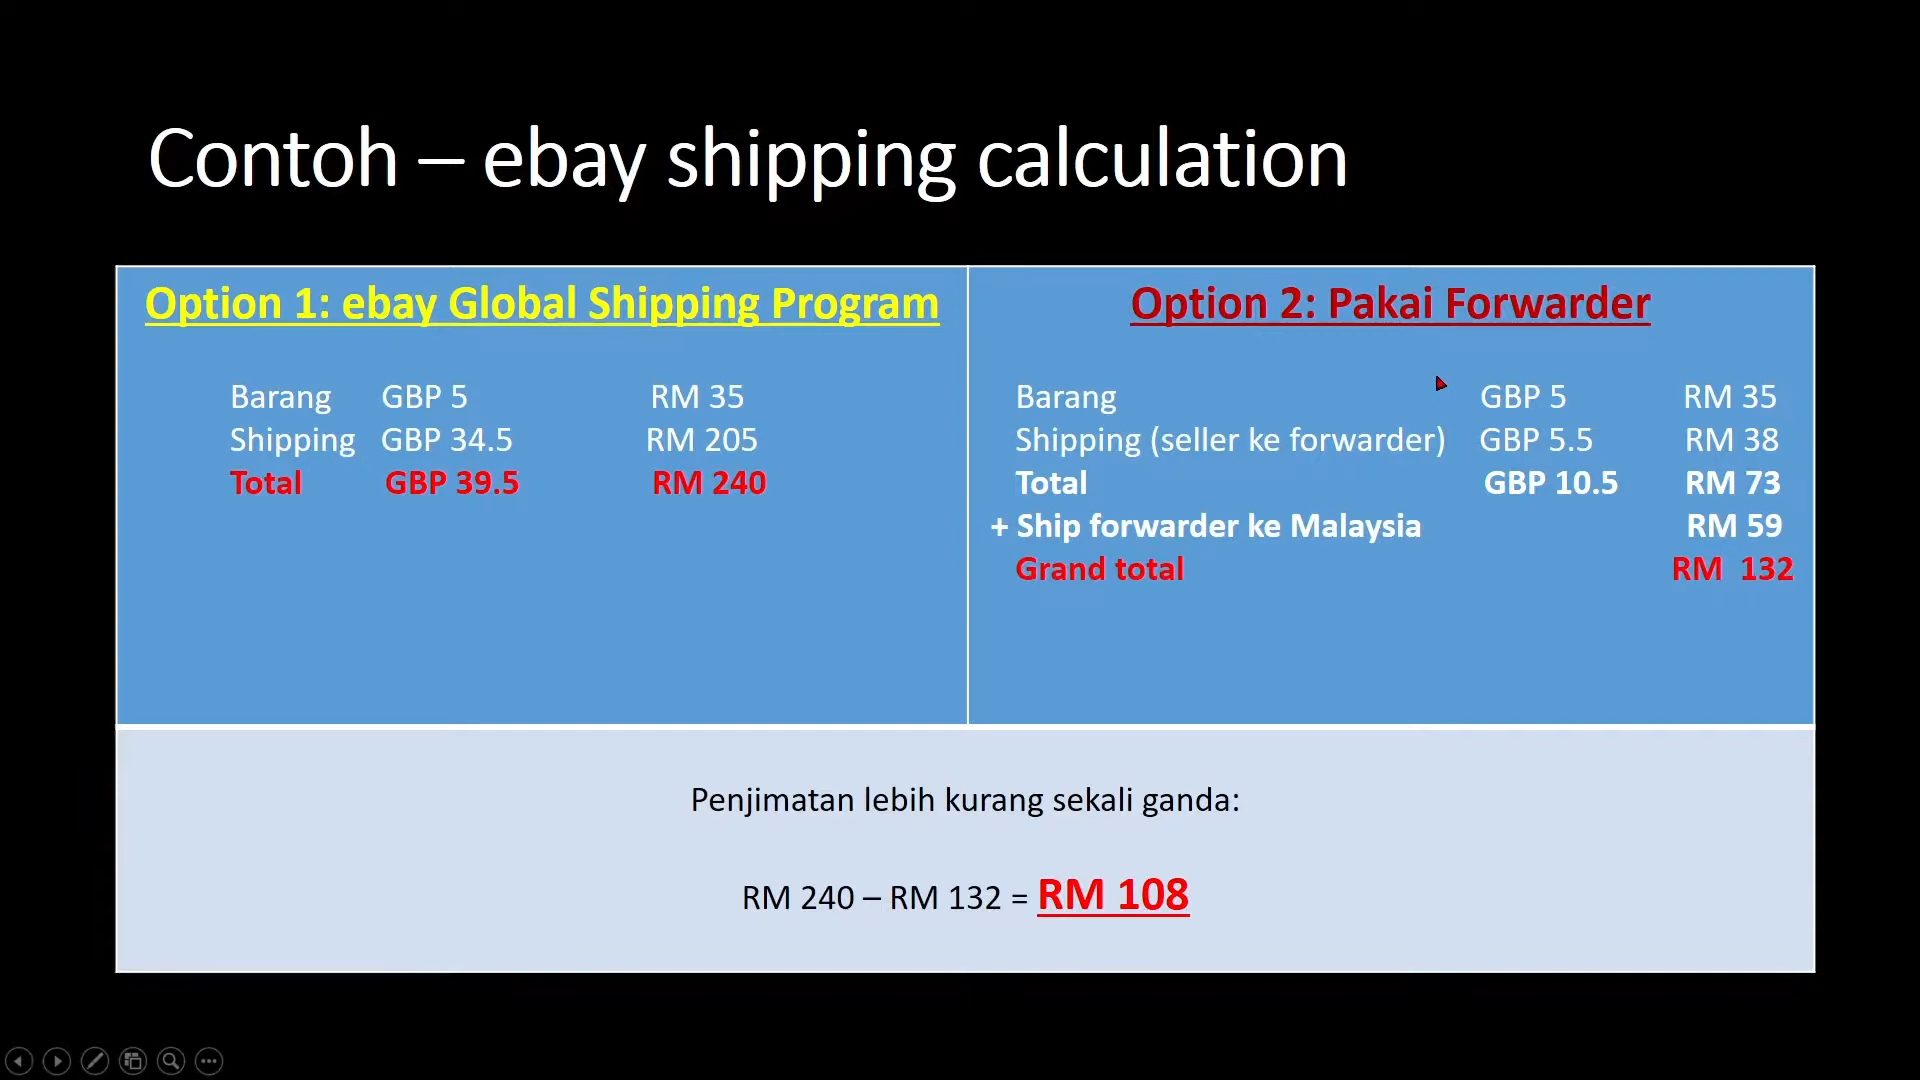 Contoh – ebay shipping calculation
Option 1: ebay Global Shipping Program
Barang GBP 5 RM 35
Shipping GBP 34.5 RM 205
Total GBP 39.5 RM 240
Option 2: Pakai Forwarder
Barang GBP 5 RM 35
Shipping (seller ke forwarder) GBP 5.5 RM 38
Total GBP 10.5 RM 73
+ Ship forwarder ke Malaysia RM 59
Grand total RM 132
Penjimatan lebih kurang sekali ganda:
RM 240 – RM 132 = RM 108